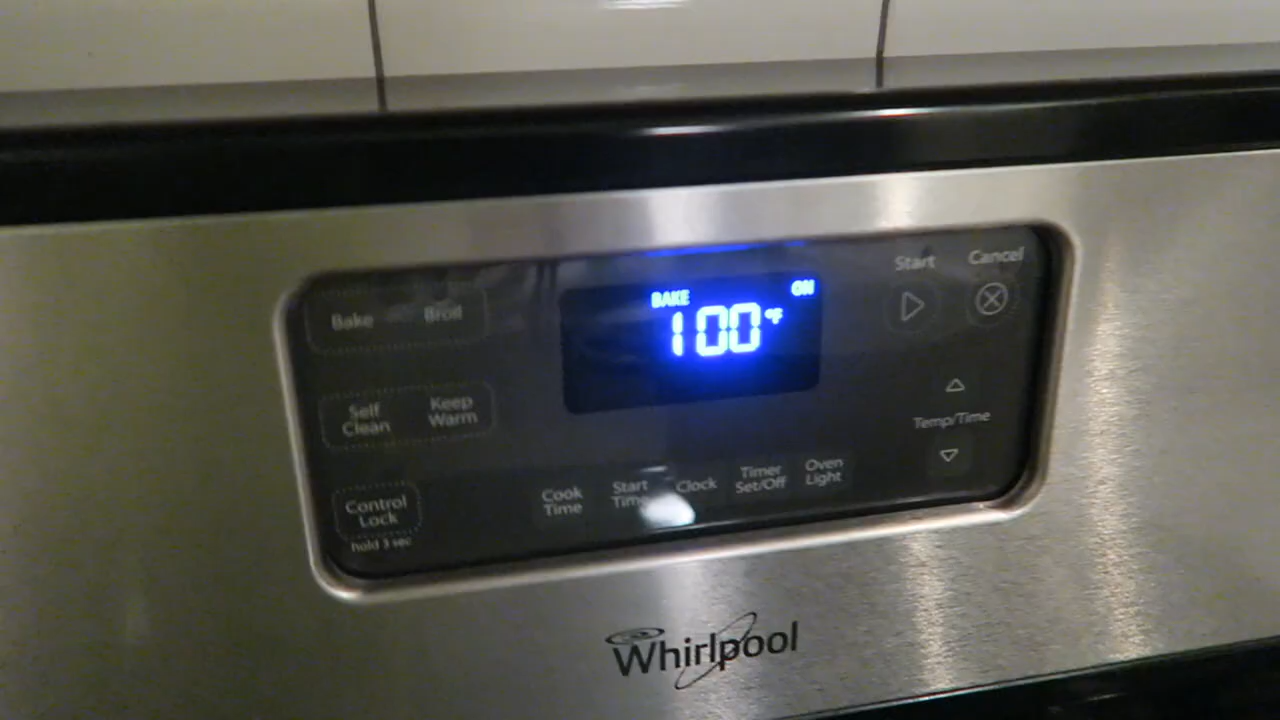 Start Cancel
BAKE ON
100°F
Bake Broil
Self Clean
Keep Warm
Temp/Time
Control Lock
hold 3 sec
Cook Time
Start Time
Clock
Timer Set/Off
Oven Light
Whirlpool